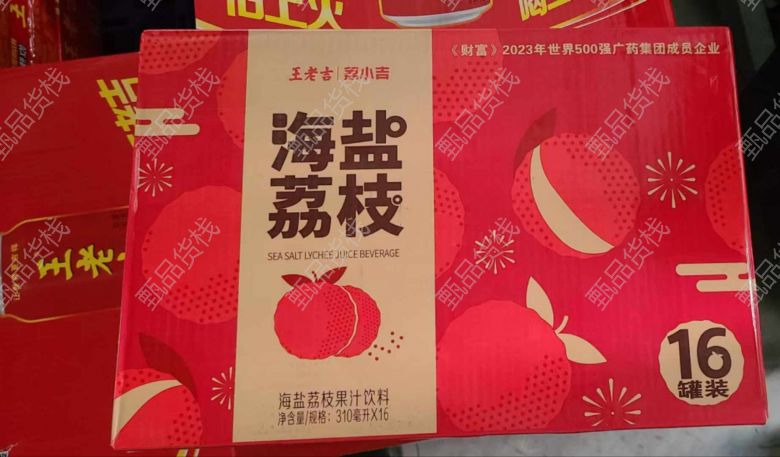 《财富》2023年世界500强广药集团成员企业
王老吉 | 荔小吉
海盐
荔枝
SEA SALT LYCHEE JUICE BEVERAGE
16
罐装
海盐荔枝果汁饮料
净含量/规格：310毫升X16
王老
甄品货栈